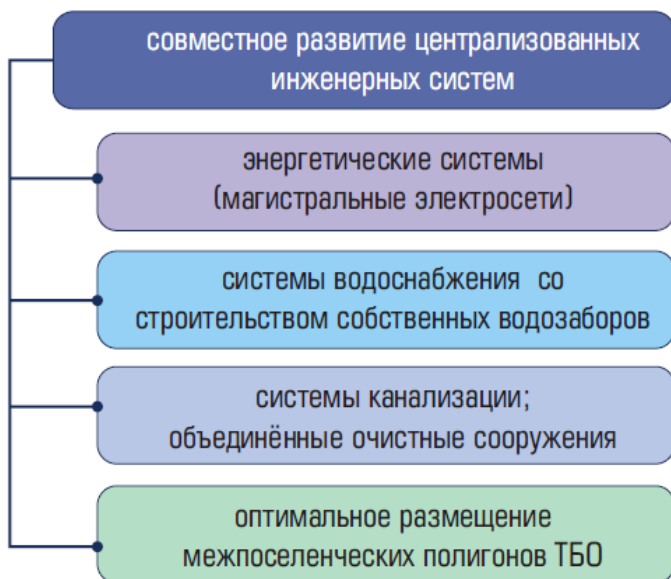 совместное развитие централизованных
инженерных систем
энергетические системы
(магистральные электросети)
системы водоснабжения со
строительством собственных водозаборов
системы канализации;
объединённые очистные сооружения
оптимальное размещение
межпоселенческих полигонов ТБО